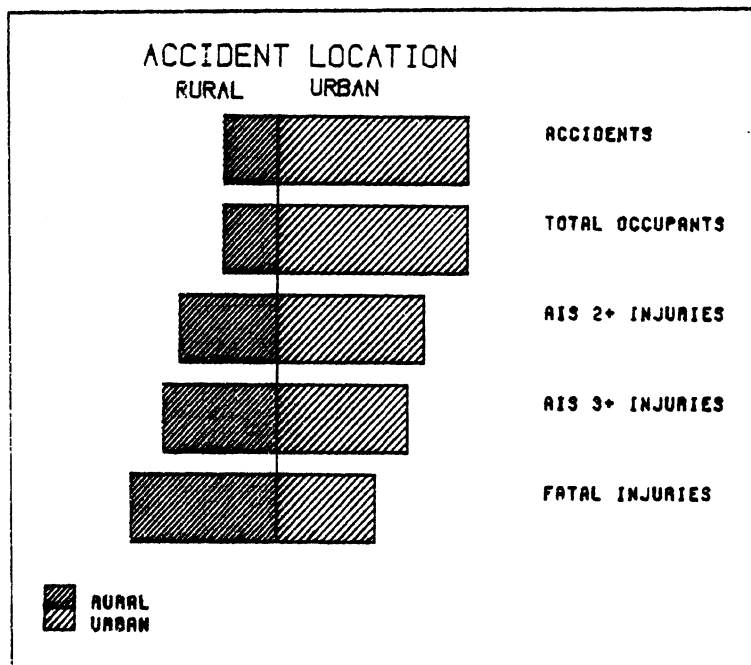 ACCIDENT LOCATION
RURAL URBAN
ACCIDENTS
TOTAL OCCUPANTS
AIS 2+ INJURIES
AIS 3+ INJURIES
FATAL INJURIES
RURAL
URBAN